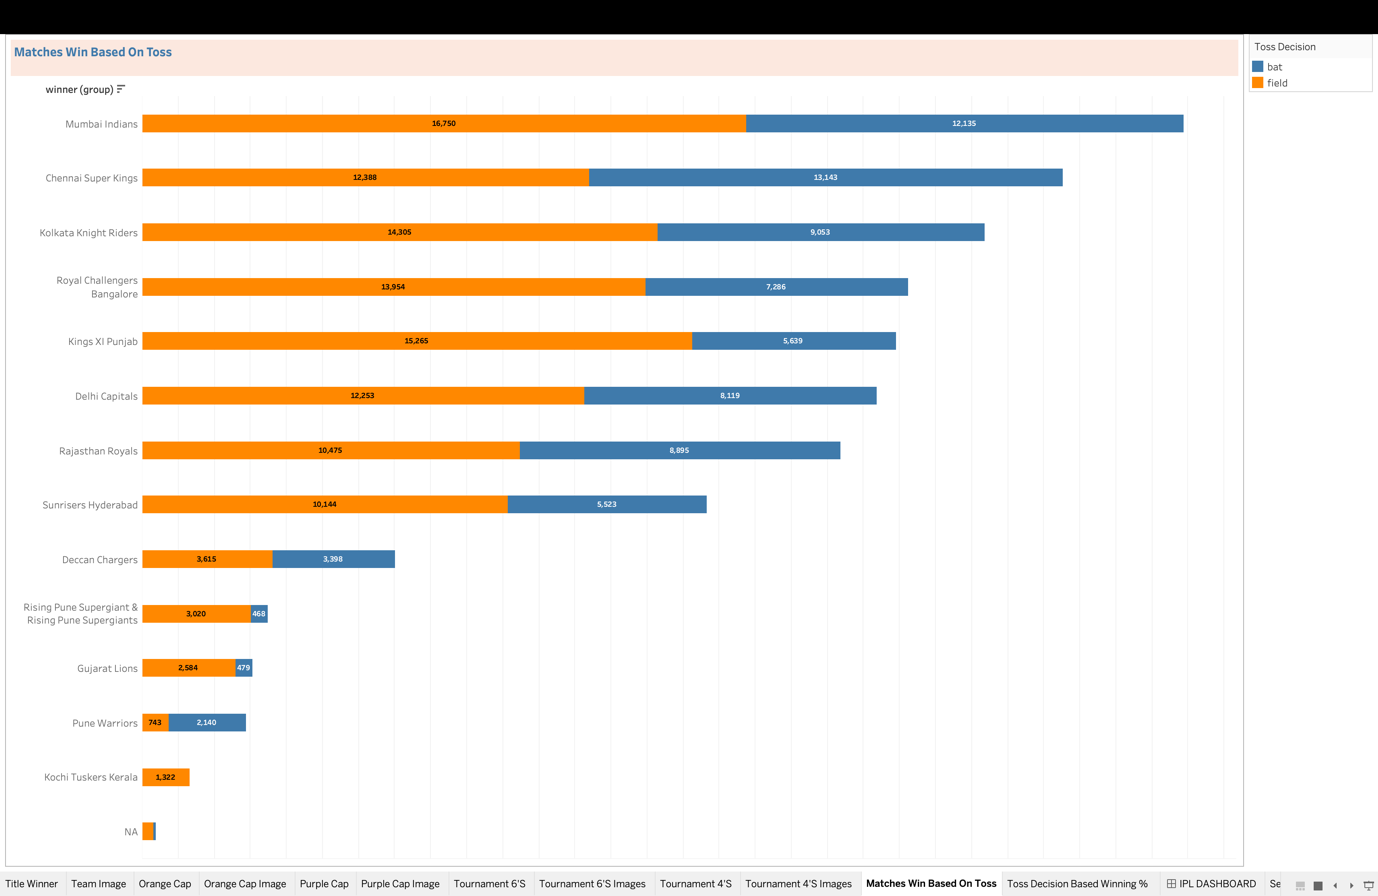 Matches Win Based On Toss
Toss Decision
bat
field
winner (group)
Mumbai Indians 16,750 12,135
Chennai Super Kings 12,388 13,143
Kolkata Knight Riders 14,305 9,053
Royal Challengers
Bangalore 13,954 7,286
Kings XI Punjab 15,265 5,639
Delhi Capitals 12,253 8,119
Rajasthan Royals 10,475 8,895
Sunrisers Hyderabad 10,144 5,523
Deccan Chargers 3,615 3,398
Rising Pune Supergiant &
Rising Pune Supergiants 3,020 468
Gujarat Lions 2,584 479
Pune Warriors 743 2,140
Kochi Tuskers Kerala 1,322
NA
Title Winner Team Image Orange Cap Orange Cap Image Purple Cap Purple Cap Image Tournament 6'S Tournament 6'S Images Tournament 4'S Tournament 4'S Images Matches Win Based On Toss Toss Decision Based Winning % IPL DASHBOARD Se